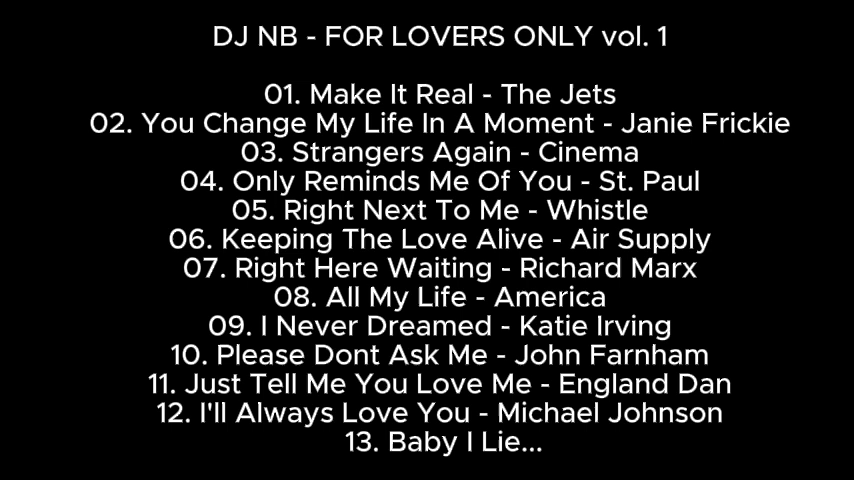 DJ NB - FOR LOVERS ONLY vol. 1
01. Make It Real - The Jets
02. You Change My Life In A Moment - Janie Frickie
03. Strangers Again - Cinema
04. Only Reminds Me Of You - St. Paul
05. Right Next To Me - Whistle
06. Keeping The Love Alive - Air Supply
07. Right Here Waiting - Richard Marx
08. All My Life - America
09. I Never Dreamed - Katie Irving
10. Please Dont Ask Me - John Farnham
11. Just Tell Me You Love Me - England Dan
12. I'll Always Love You - Michael Johnson
13. Baby I Lie...